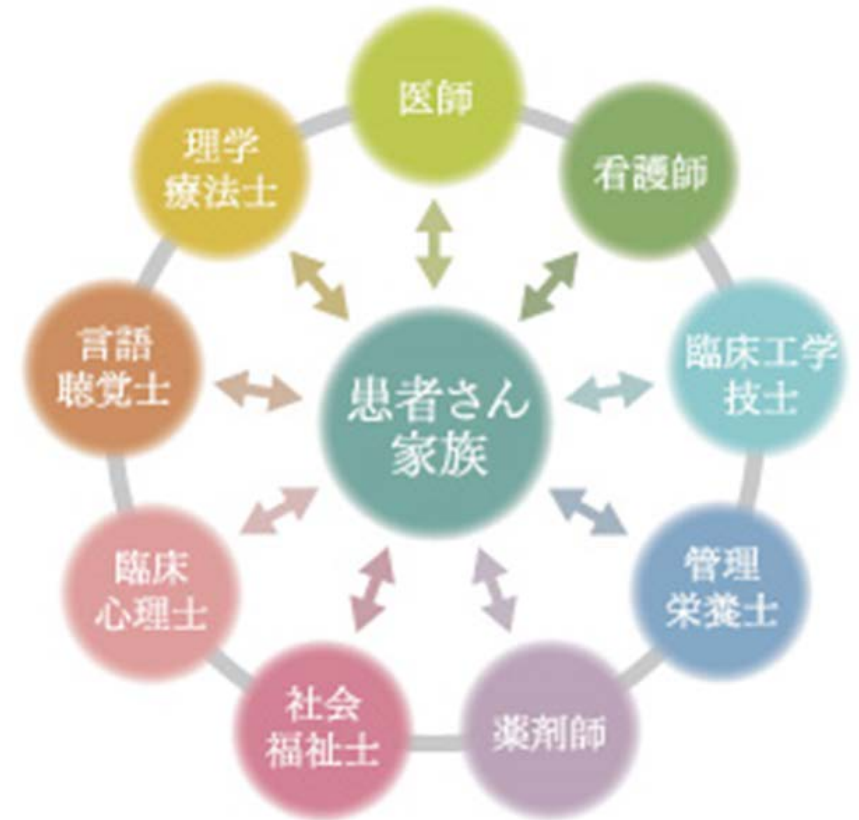 医師
看護師
臨床工学
技士
管理
栄養士
薬剤師
社会
福祉士
臨床
心理士
言語
聴覚士
理学
療法士
患者さん
家族